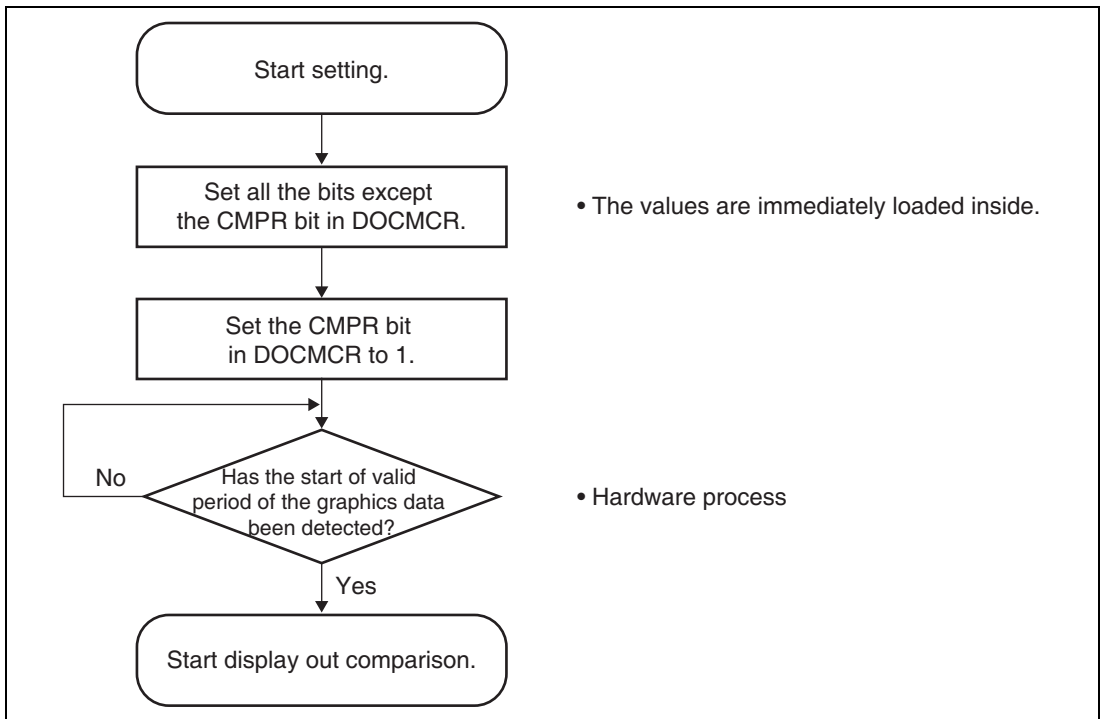 Start setting.
Set all the bits except
the CMPR bit in DOCMCR.
• The values are immediately loaded inside.
Set the CMPR bit
in DOCMCR to 1.
No
Has the start of valid
period of the graphics data
been detected?
• Hardware process
Yes
Start display out comparison.